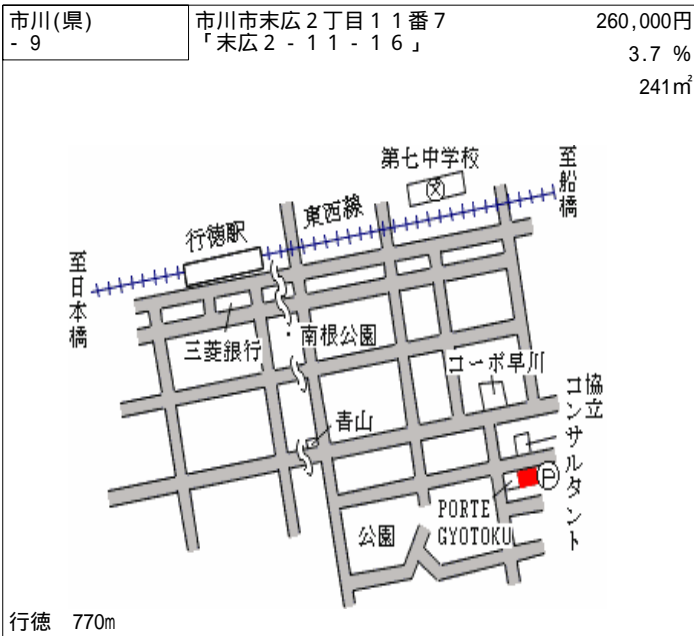 市川(県)
- 9
市川市末広２丁目１１番７
「末広２-１１-１６」
260,000円
3.7 %
241㎡
第七中学校
文
至船橋
東西線
行徳駅
至日本橋
三菱銀行
南根公園
コーポ早川
協立コンサルタント
青山
P
PORTE
GYOTOKU
公園
行徳 770m